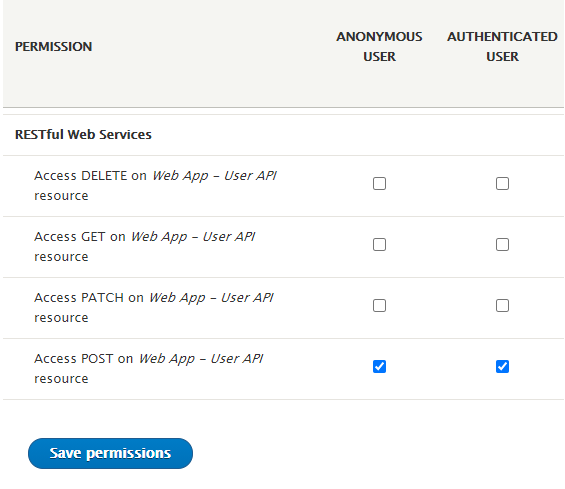 PERMISSION
ANONYMOUS
USER
AUTHENTICATED
USER
RESTful Web Services
Access DELETE on Web App – User API
resource
Access GET on Web App – User API
resource
Access PATCH on Web App – User API
resource
Access POST on Web App – User API
resource
Save permissions